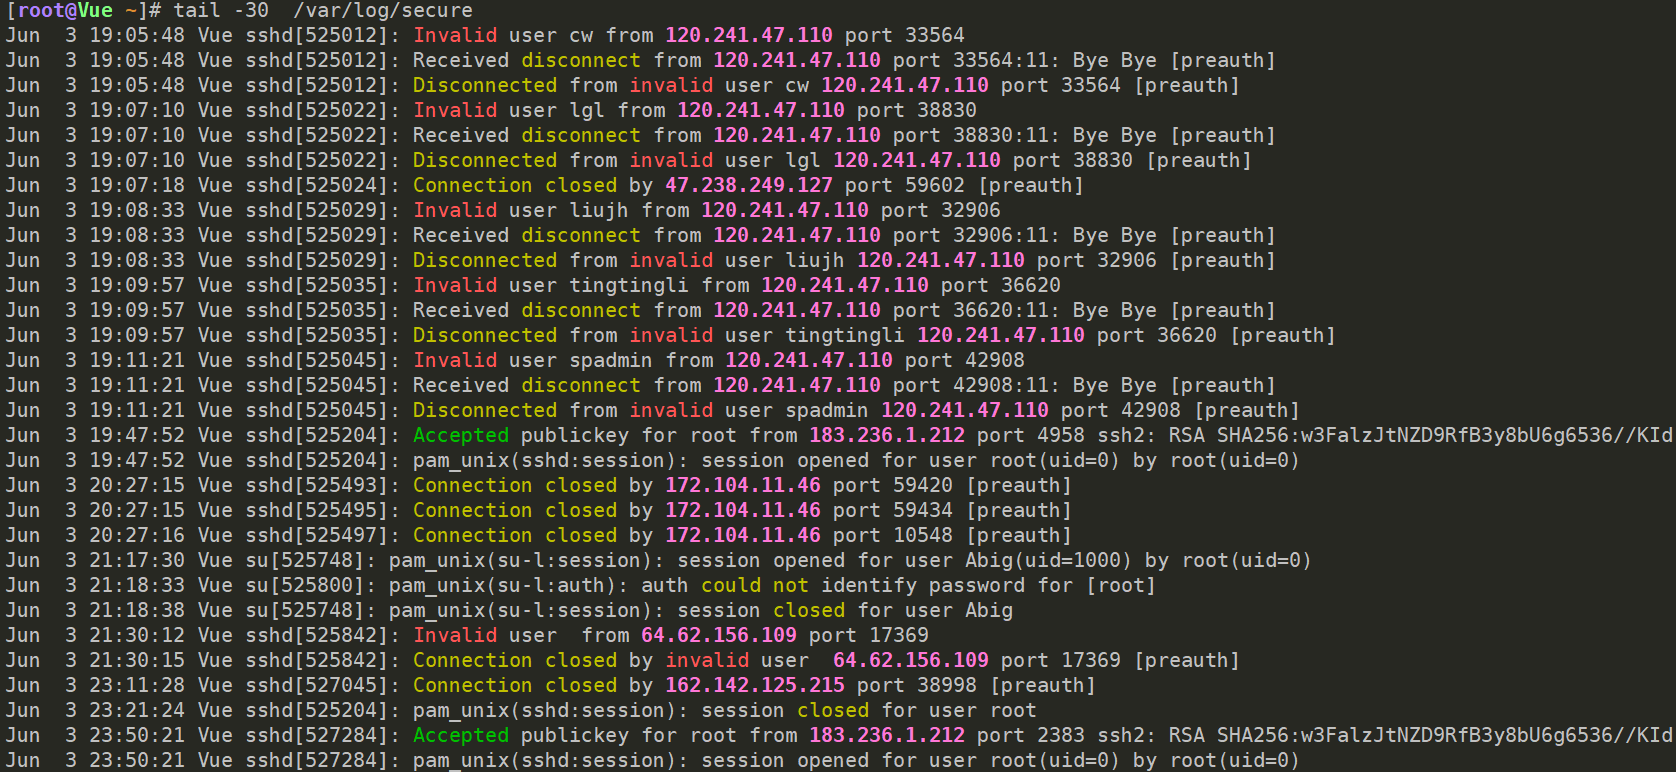 [root@Vue ~]# tail -30  /var/log/secure
Jun  3 19:05:48 Vue sshd[525012]: Invalid user cw from 120.241.47.110 port 33564
Jun  3 19:05:48 Vue sshd[525012]: Received disconnect from 120.241.47.110 port 33564:11: Bye Bye [preauth]
Jun  3 19:05:48 Vue sshd[525012]: Disconnected from invalid user cw 120.241.47.110 port 33564 [preauth]
Jun  3 19:07:10 Vue sshd[525022]: Invalid user lgl from 120.241.47.110 port 38830
Jun  3 19:07:10 Vue sshd[525022]: Received disconnect from 120.241.47.110 port 38830:11: Bye Bye [preauth]
Jun  3 19:07:10 Vue sshd[525022]: Disconnected from invalid user lgl 120.241.47.110 port 38830 [preauth]
Jun  3 19:07:18 Vue sshd[525024]: Connection closed by 47.238.249.127 port 59602 [preauth]
Jun  3 19:08:33 Vue sshd[525029]: Invalid user liujh from 120.241.47.110 port 32906
Jun  3 19:08:33 Vue sshd[525029]: Received disconnect from 120.241.47.110 port 32906:11: Bye Bye [preauth]
Jun  3 19:08:33 Vue sshd[525029]: Disconnected from invalid user liujh 120.241.47.110 port 32906 [preauth]
Jun  3 19:09:57 Vue sshd[525035]: Invalid user tingtingli from 120.241.47.110 port 36620
Jun  3 19:09:57 Vue sshd[525035]: Received disconnect from 120.241.47.110 port 36620:11: Bye Bye [preauth]
Jun  3 19:09:57 Vue sshd[525035]: Disconnected from invalid user tingtingli 120.241.47.110 port 36620 [preauth]
Jun  3 19:11:21 Vue sshd[525045]: Invalid user spadmin from 120.241.47.110 port 42908
Jun  3 19:11:21 Vue sshd[525045]: Received disconnect from 120.241.47.110 port 42908:11: Bye Bye [preauth]
Jun  3 19:11:21 Vue sshd[525045]: Disconnected from invalid user spadmin 120.241.47.110 port 42908 [preauth]
Jun  3 19:47:52 Vue sshd[525204]: Accepted publickey for root from 183.236.1.212 port 4958 ssh2: RSA SHA256:w3FalzJtNZD9RfB3y8bU6g6536//KId
Jun  3 19:47:52 Vue sshd[525204]: pam_unix(sshd:session): session opened for user root(uid=0) by root(uid=0)
Jun  3 20:27:15 Vue sshd[525493]: Connection closed by 172.104.11.46 port 59420 [preauth]
Jun  3 20:27:15 Vue sshd[525495]: Connection closed by 172.104.11.46 port 59434 [preauth]
Jun  3 20:27:16 Vue sshd[525497]: Connection closed by 172.104.11.46 port 10548 [preauth]
Jun  3 21:17:30 Vue su[525748]: pam_unix(su-l:session): session opened for user Abig(uid=1000) by root(uid=0)
Jun  3 21:18:33 Vue su[525800]: pam_unix(su-l:auth): auth could not identify password for [root]
Jun  3 21:18:38 Vue su[525748]: pam_unix(su-l:session): session closed for user Abig
Jun  3 21:30:12 Vue sshd[525842]: Invalid user  from 64.62.156.109 port 17369
Jun  3 21:30:15 Vue sshd[525842]: Connection closed by invalid user  64.62.156.109 port 17369 [preauth]
Jun  3 23:11:28 Vue sshd[527045]: Connection closed by 162.142.125.215 port 38998 [preauth]
Jun  3 23:21:24 Vue sshd[525204]: pam_unix(sshd:session): session closed for user root
Jun  3 23:50:21 Vue sshd[527284]: Accepted publickey for root from 183.236.1.212 port 2383 ssh2: RSA SHA256:w3FalzJtNZD9RfB3y8bU6g6536//KId
Jun  3 23:50:21 Vue sshd[527284]: pam_unix(sshd:session): session opened for user root(uid=0) by root(uid=0)